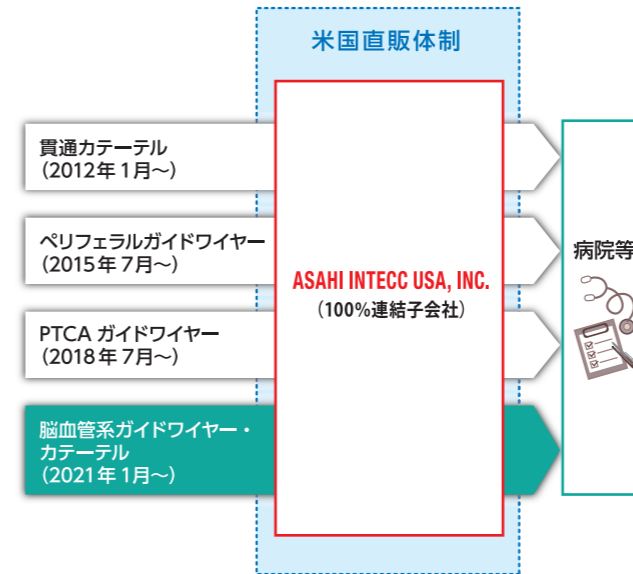 米国直販体制
貫通カテーテル
（2012年1月～）
ペリフェラルガイドワイヤー
（2015年7月～）
PTCA ガイドワイヤー
（2018年7月～）
脳血管系ガイドワイヤー・
カテーテル
（2021年1月～）
ASAHI INTECC USA, INC.
（100%連結子会社）
病院等